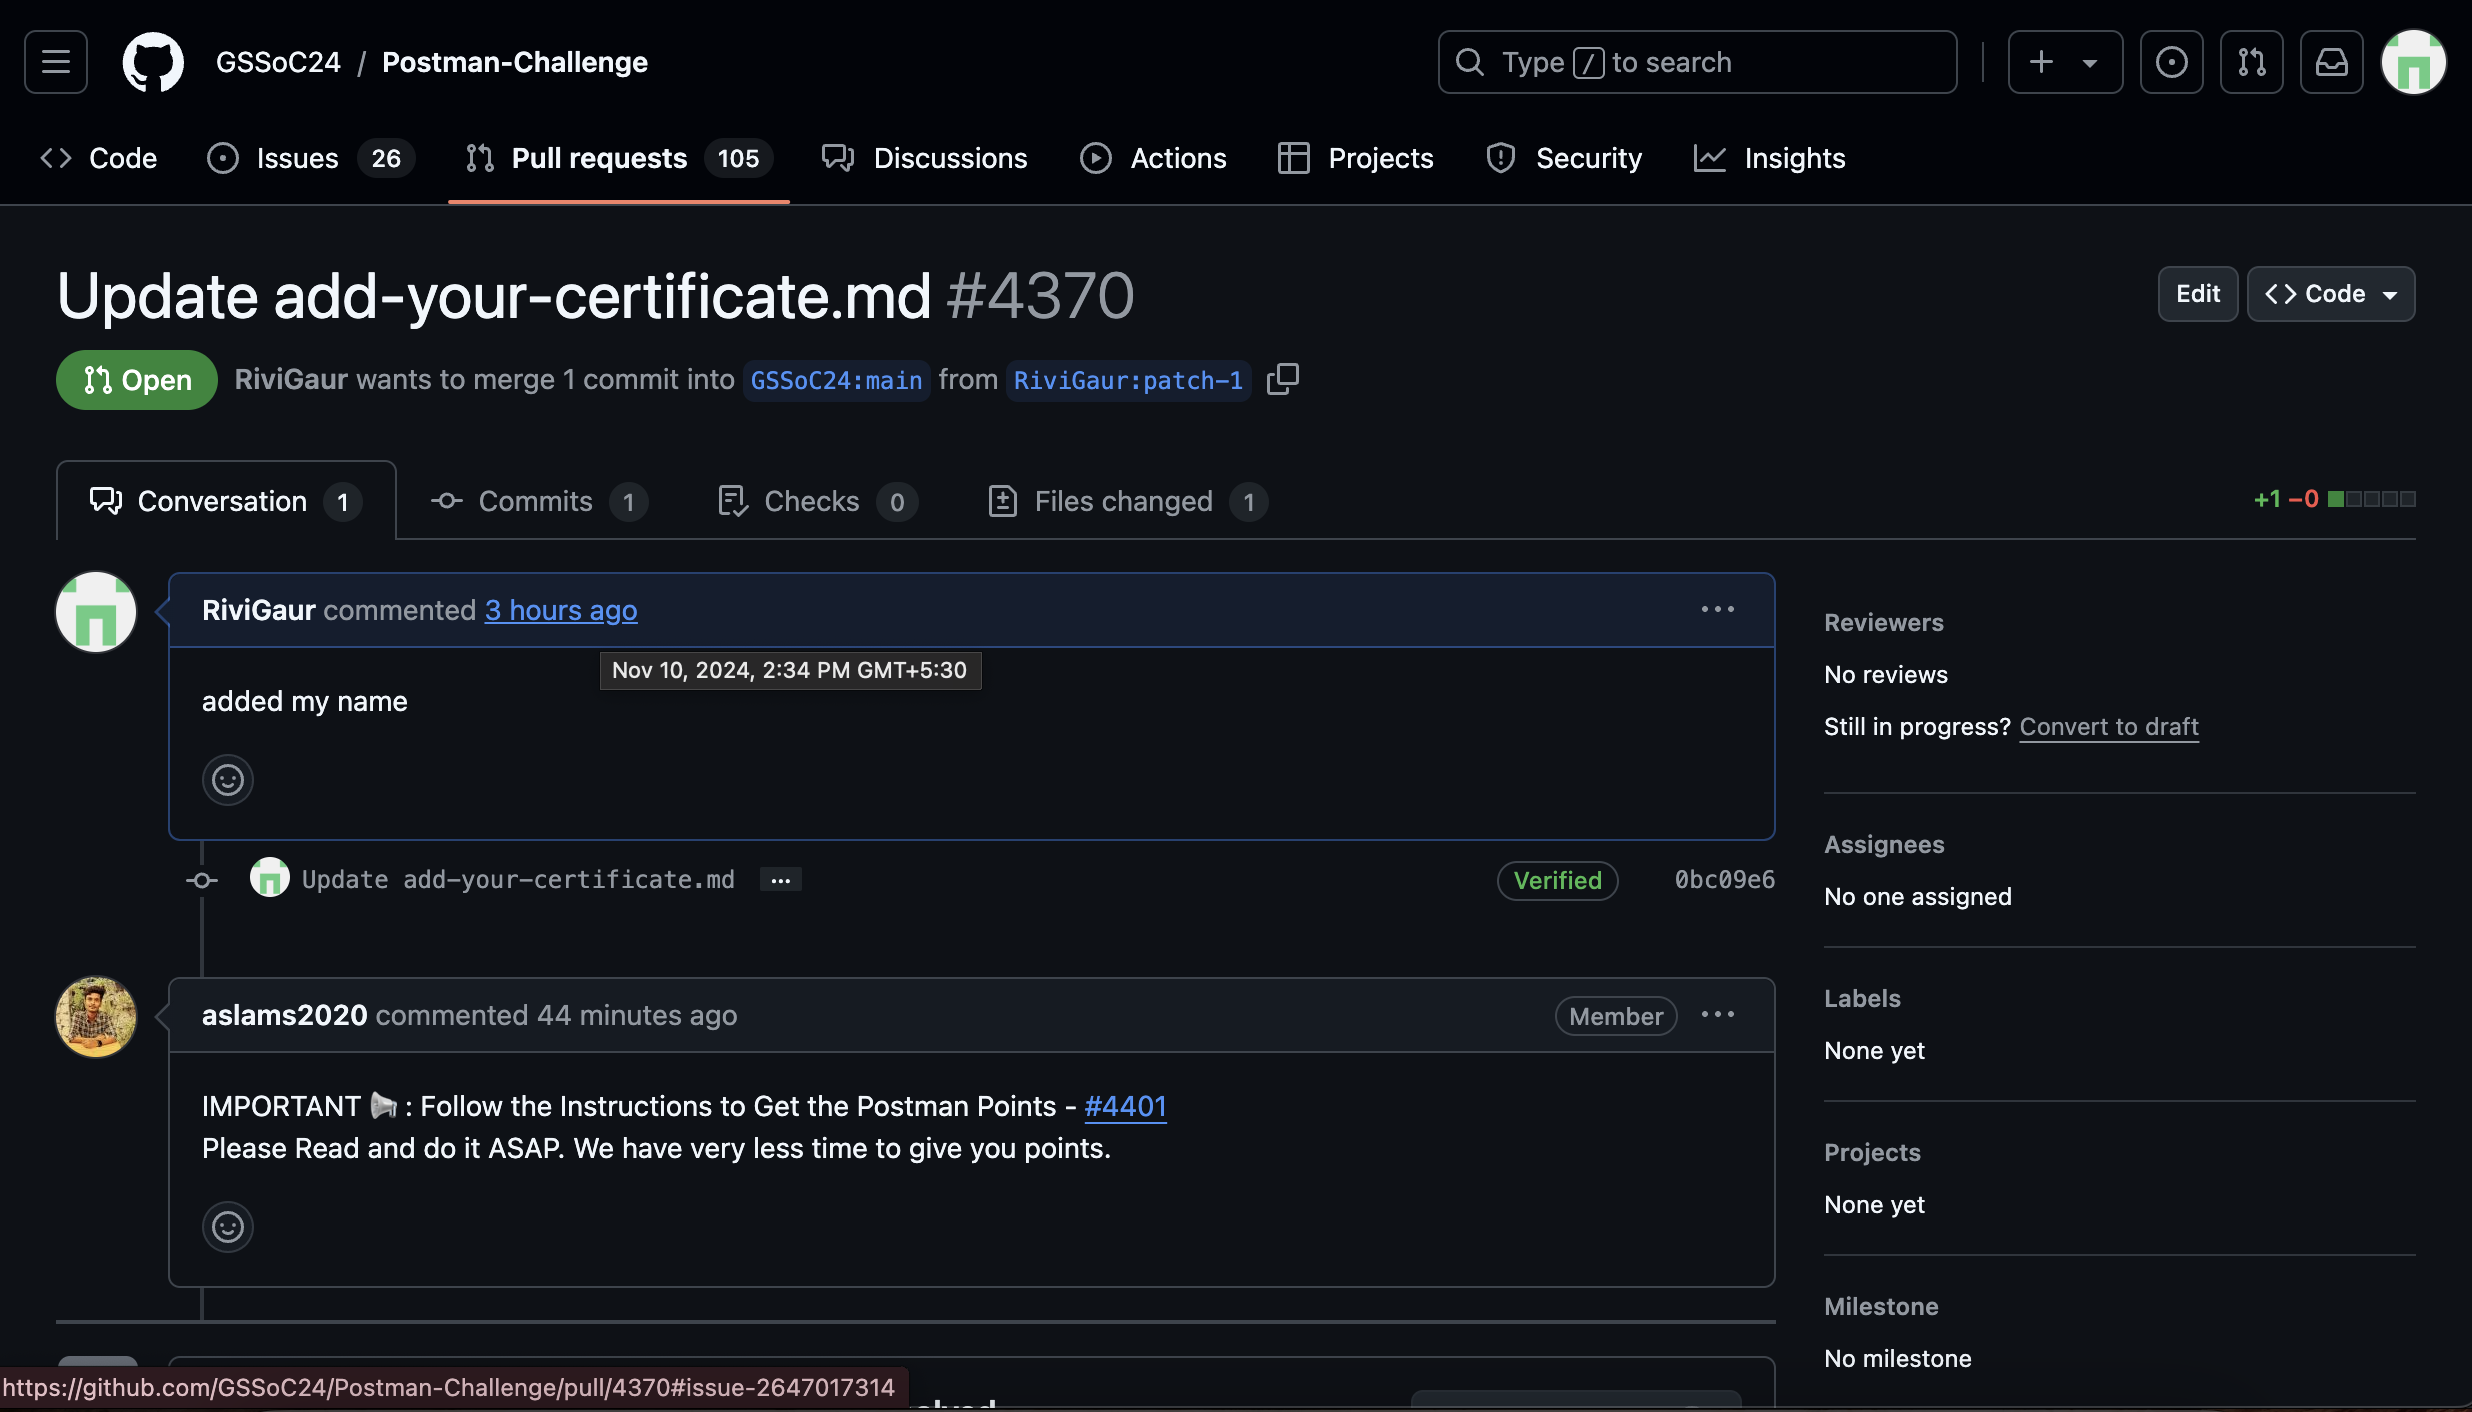 GSSoC24 / Postman-Challenge
Type / to search
Code
Issues 26
Pull requests 105
Discussions
Actions
Projects
Security
Insights
Update add-your-certificate.md #4370
Edit
<> Code
Open
RiviGaur wants to merge 1 commit into GSSoC24:main from RiviGaur:patch-1
Conversation 1
Commits 1
Checks 0
Files changed 1
+1 −0
RiviGaur commented 3 hours ago
Nov 10, 2024, 2:34 PM GMT+5:30
added my name
Update add-your-certificate.md ...
Verified
0bc09e6
aslams2020 commented 44 minutes ago
Member
IMPORTANT 📢 : Follow the Instructions to Get the Postman Points - #4401
Please Read and do it ASAP. We have very less time to give you points.
Reviewers
No reviews
Still in progress? Convert to draft
Assignees
No one assigned
Labels
None yet
Projects
None yet
Milestone
No milestone
https://github.com/GSSoC24/Postman-Challenge/pull/4370#issue-2647017314